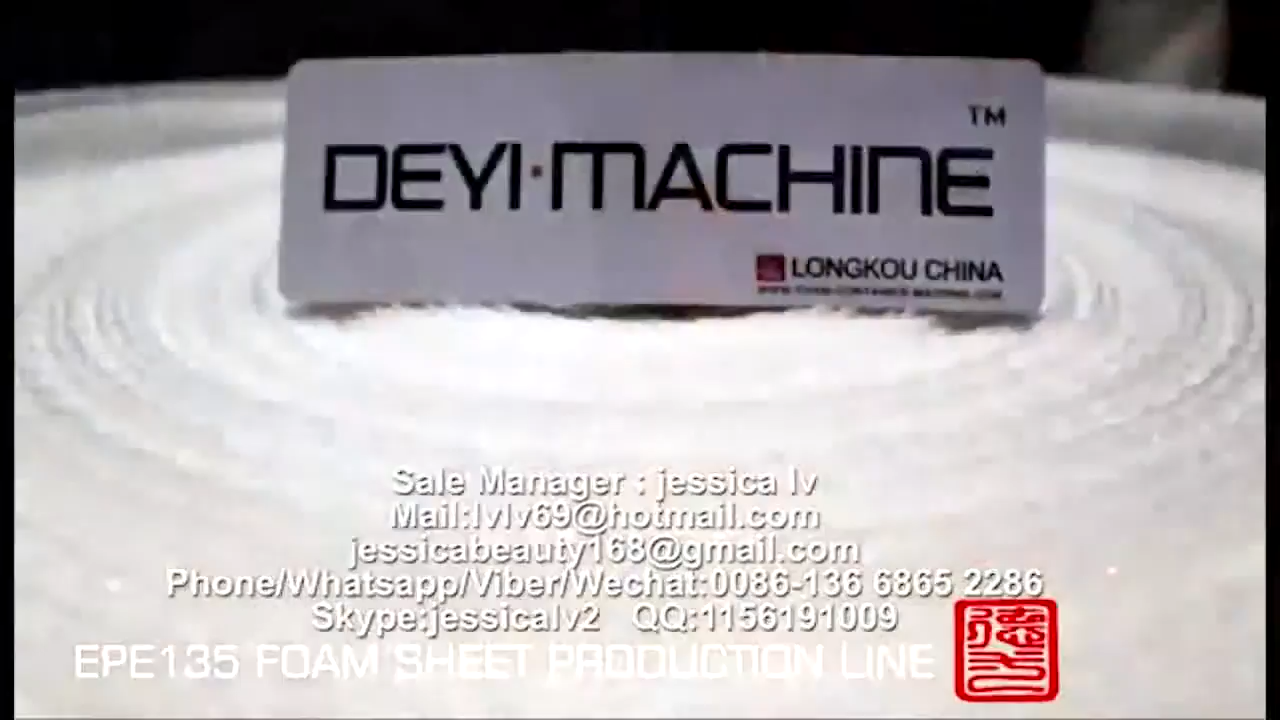 TM
DEYI·MACHINE
LONGKOU CHINA
Sale Manager : jessica lv
Mail:lvlv69@hotmail.com
jessicabeauty168@gmail.com
Phone/Whatsapp/Viber/Wechat:0086-136 6865 2286
Skype:jessicalv2 QQ:1156191009
EPE135 FOAM SHEET PRODUCTION LINE